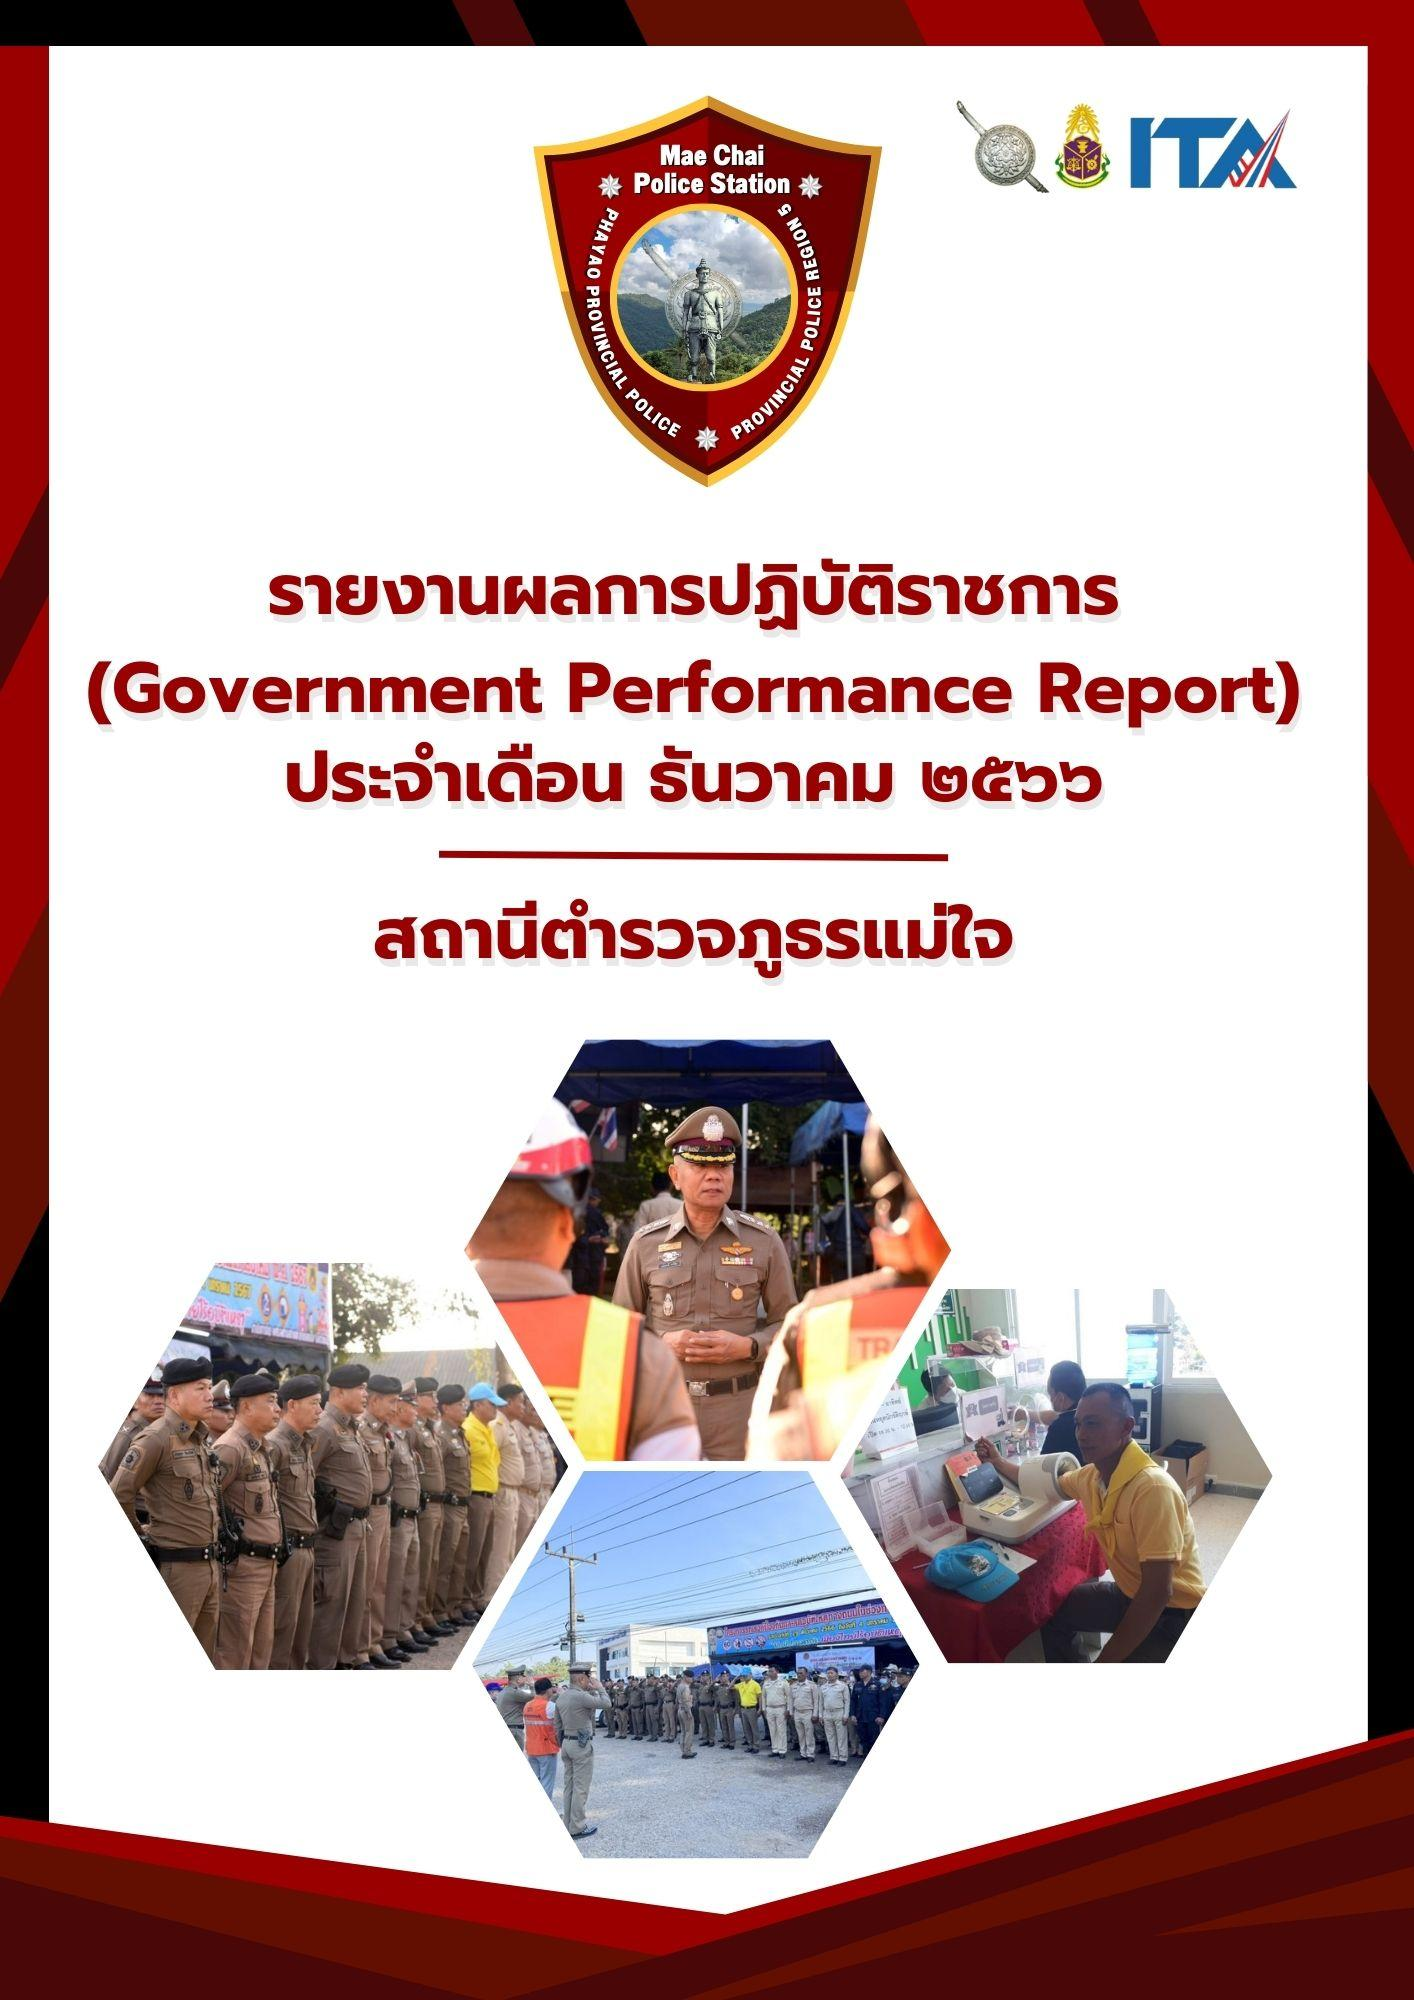 Mae Chai
Police Station
PHAYAO PROVINCIAL POLICE
PROVINCIAL POLICE REGION 5
ITA
รายงานผลการปฏิบัติราชการ
(Government Performance Report)
ประจำเดือน ธันวาคม ๒๕๖๖
สถานีตำรวจภูธรแม่ใจ